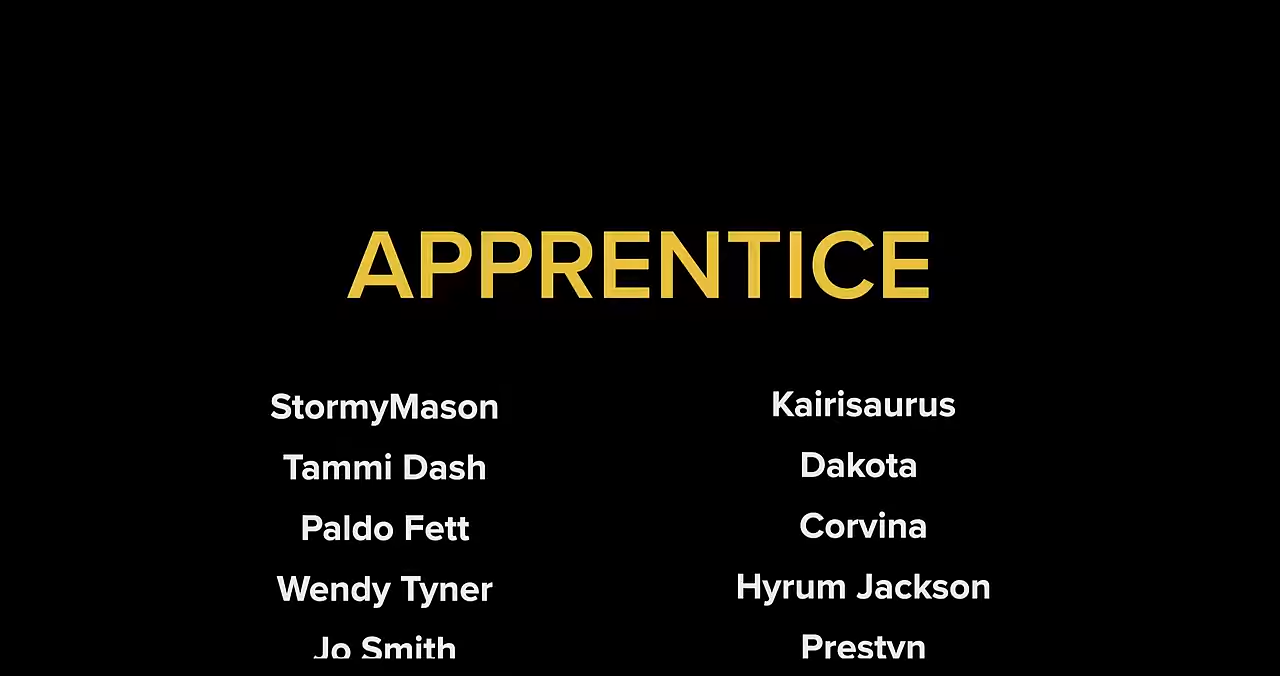 APPRENTICE
StormyMason
Tammi Dash
Paldo Fett
Wendy Tyner
Jo Smith
Kairisaurus
Dakota
Corvina
Hyrum Jackson
Prestyn